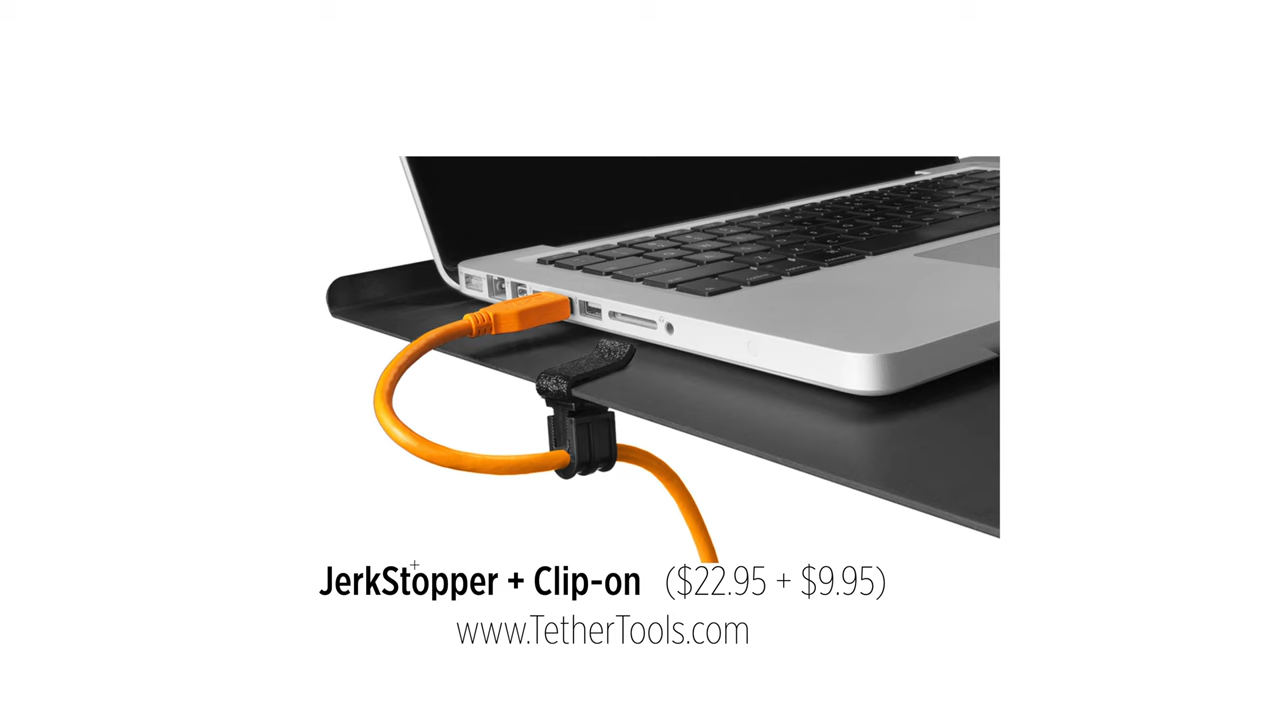 JerkStopper + Clip-on ($22.95 + $9.95)
www.TetherTools.com